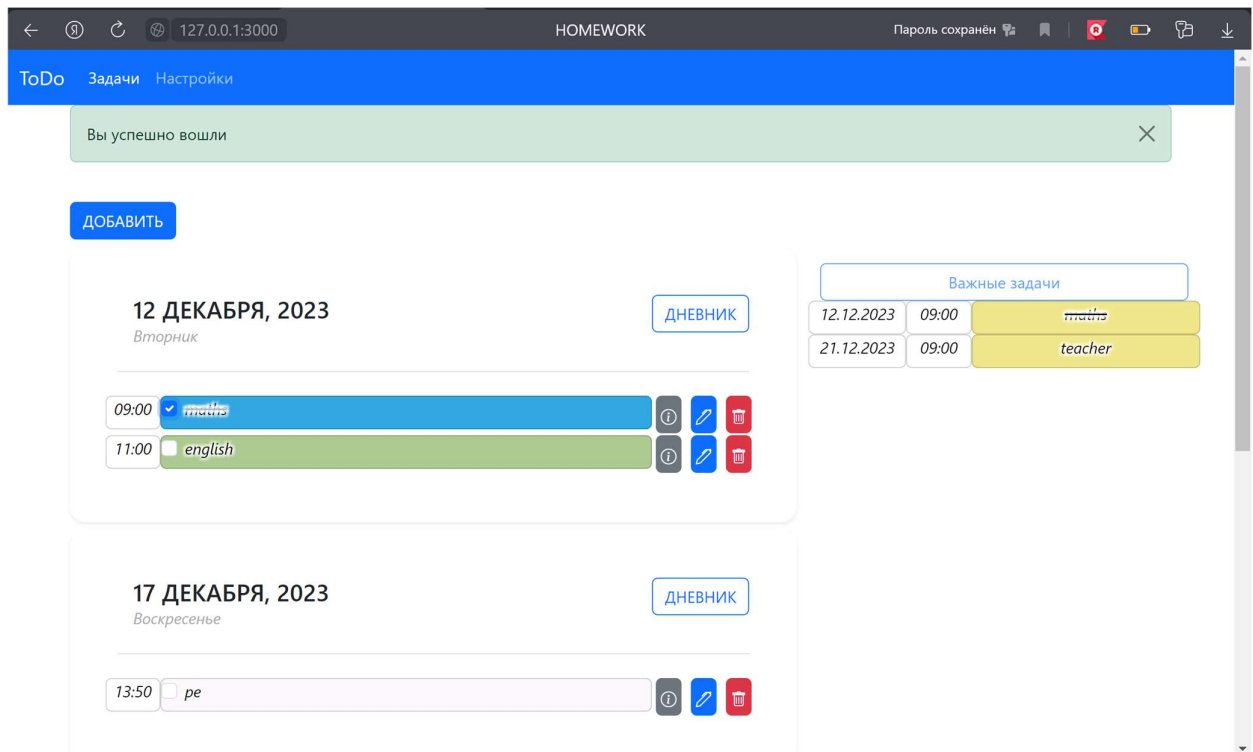 127.0.0.1:3000 HOMEWORK Пароль сохранён
ToDo Задачи Настройки
Вы успешно вошли
ДОБАВИТЬ
12 ДЕКАБРЯ, 2023
Вторник
ДНЕВНИК
09:00 maths
11:00 english
17 ДЕКАБРЯ, 2023
Воскресенье
ДНЕВНИК
13:50 pe
Важные задачи
12.12.2023 09:00 maths
21.12.2023 09:00 teacher